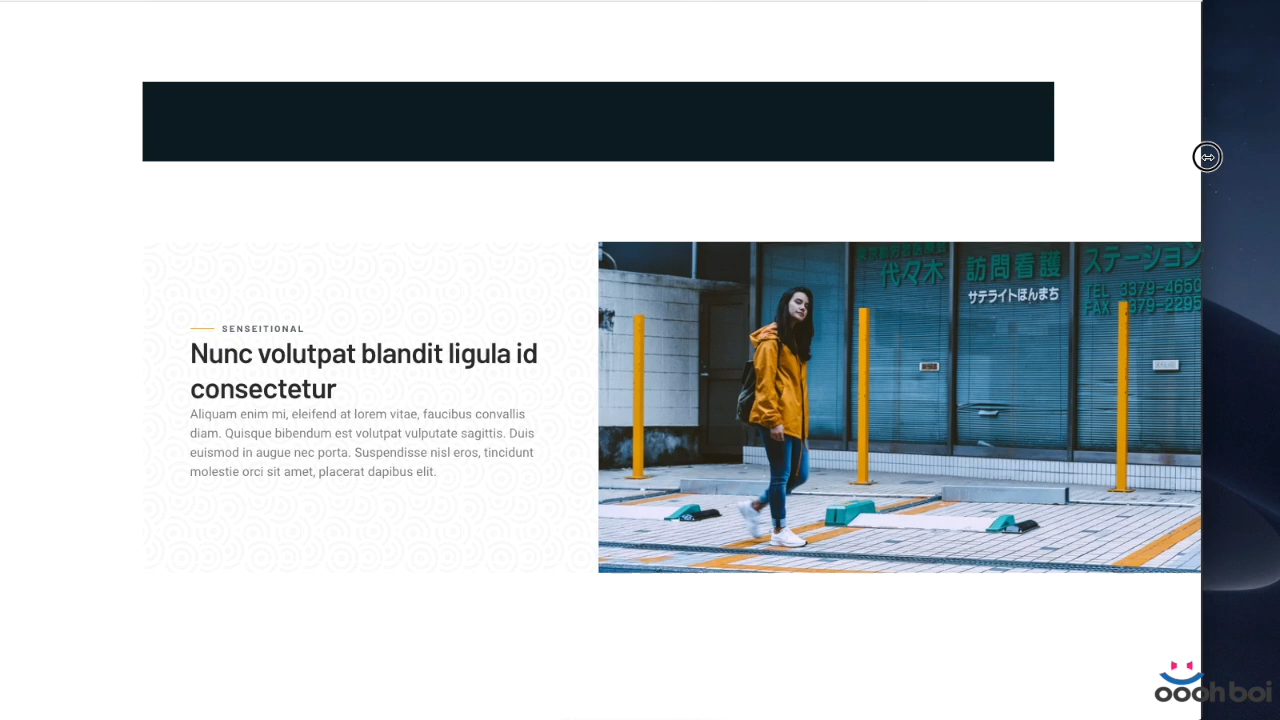 SENSEITIONAL
Nunc volutpat blandit ligula id
consectetur
Aliquam enim mi, eleifend at lorem vitae, faucibus convallis
diam. Quisque bibendum est volutpat vulputate sagittis. Duis
euismod in augue nec porta. Suspendisse nisl eros, tincidunt
molestie orci sit amet, placerat dapibus elit.
代々木
訪問看護
ステーション
サテライトほんまち
TEL 3379-4650
FAX 3379-2295
ooohboi